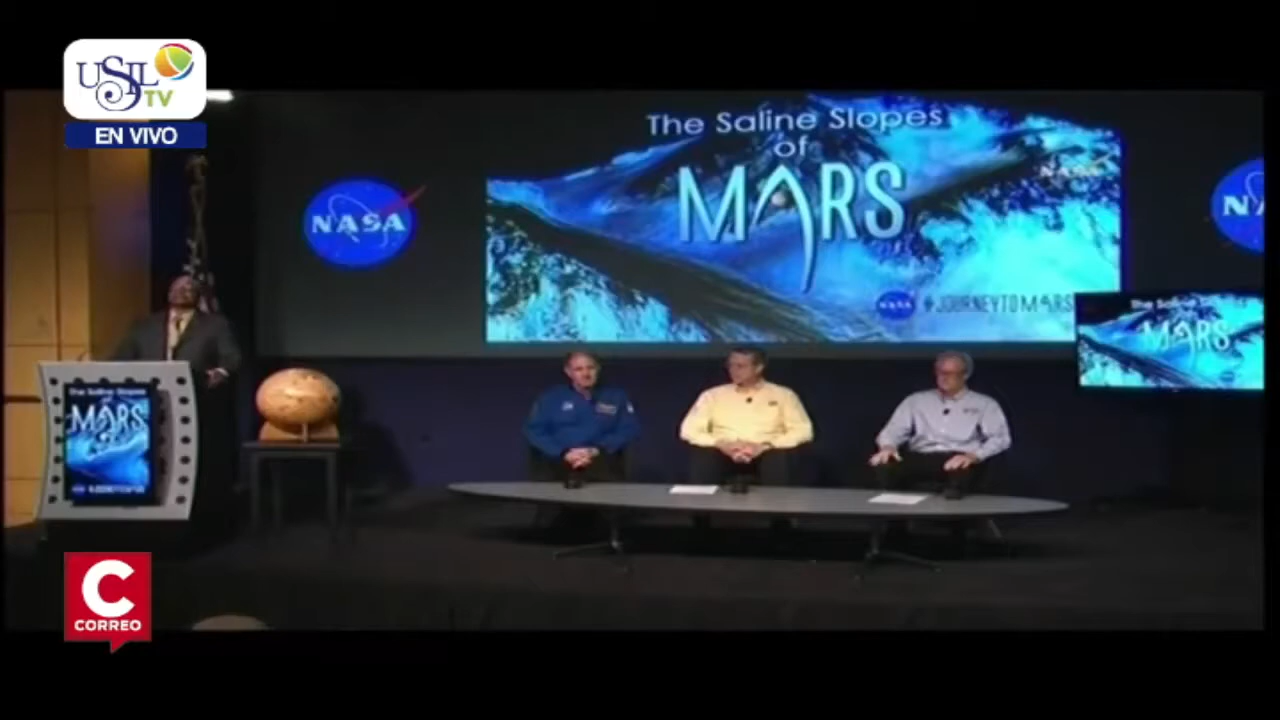 USIL
TV
EN VIVO
The Saline Slopes
of
MARS
NASA
NASA
NASA
#JOURNEYTOMARS
NA
The Saline Slopes
MARS
The Saline Slopes
MARS
C
CORREO